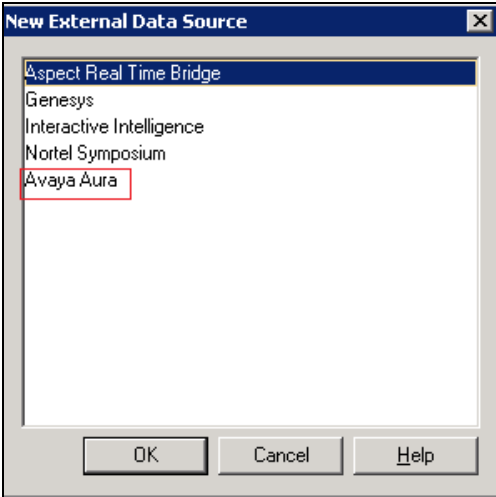 New External Data Source
Aspect Real Time Bridge
Genesys
Interactive Intelligence
Nortel Symposium
Avaya Aura
OK Cancel Help